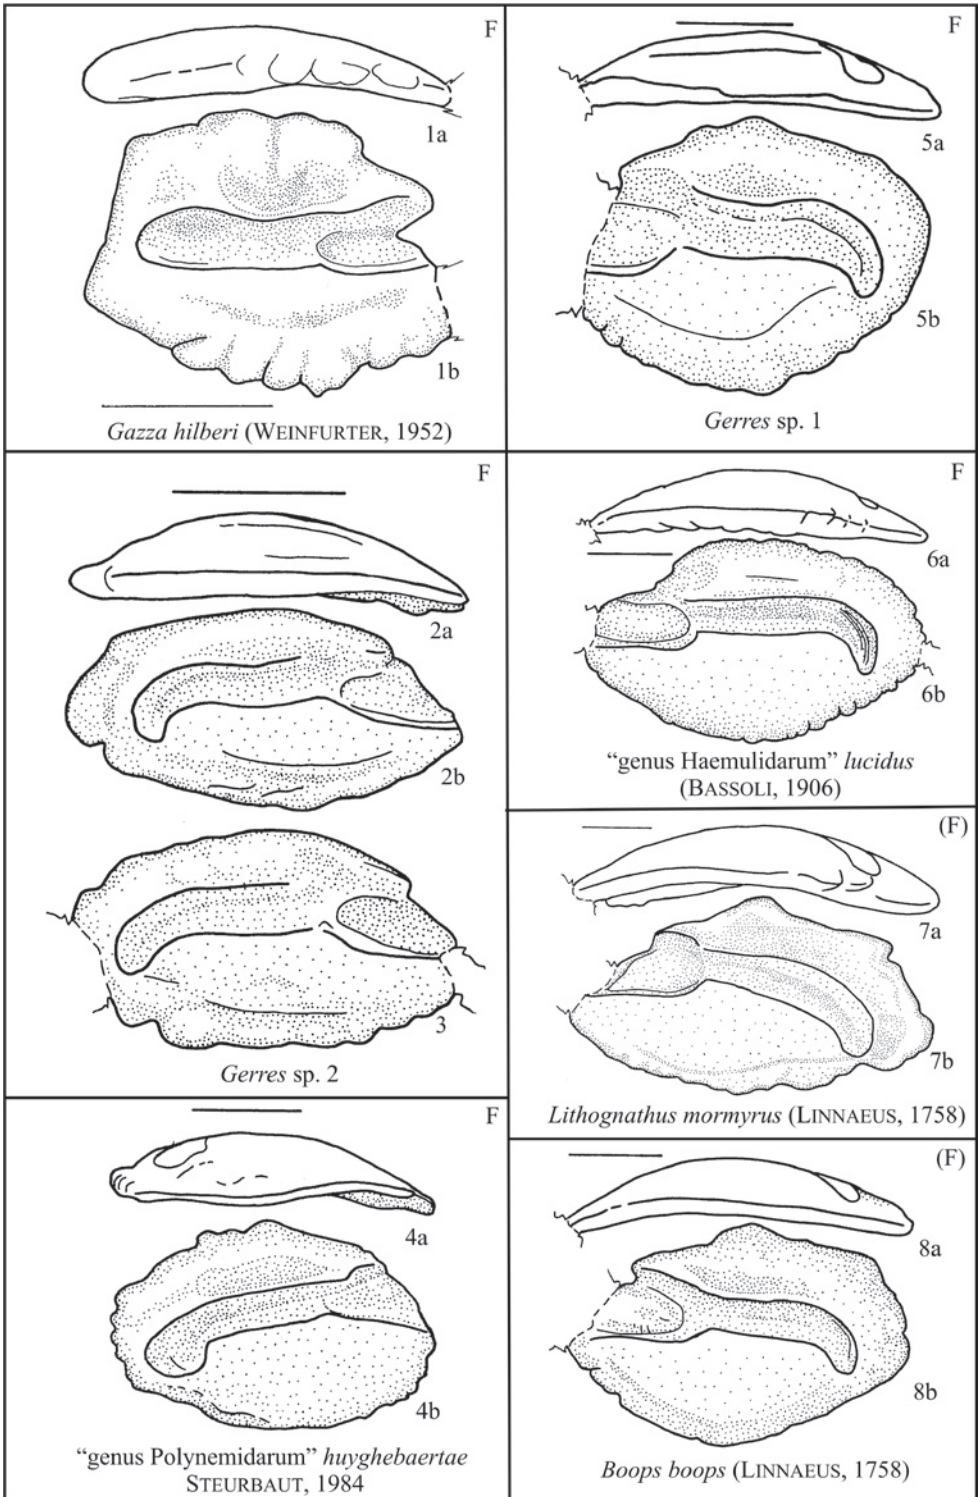 F
1a
1b
Gazza hilberi (WEINFURTER, 1952)
F
5a
5b
Gerres sp. 1
F
2a
2b
3
Gerres sp. 2
F
6a
6b
“genus Haemulidarum” lucidus
(BASSOLI, 1906)
(F)
7a
7b
Lithognathus mormyrus (LINNAEUS, 1758)
F
4a
4b
“genus Polynemidarum” huyghebaertae
STEURBAUT, 1984
(F)
8a
8b
Boops boops (LINNAEUS, 1758)